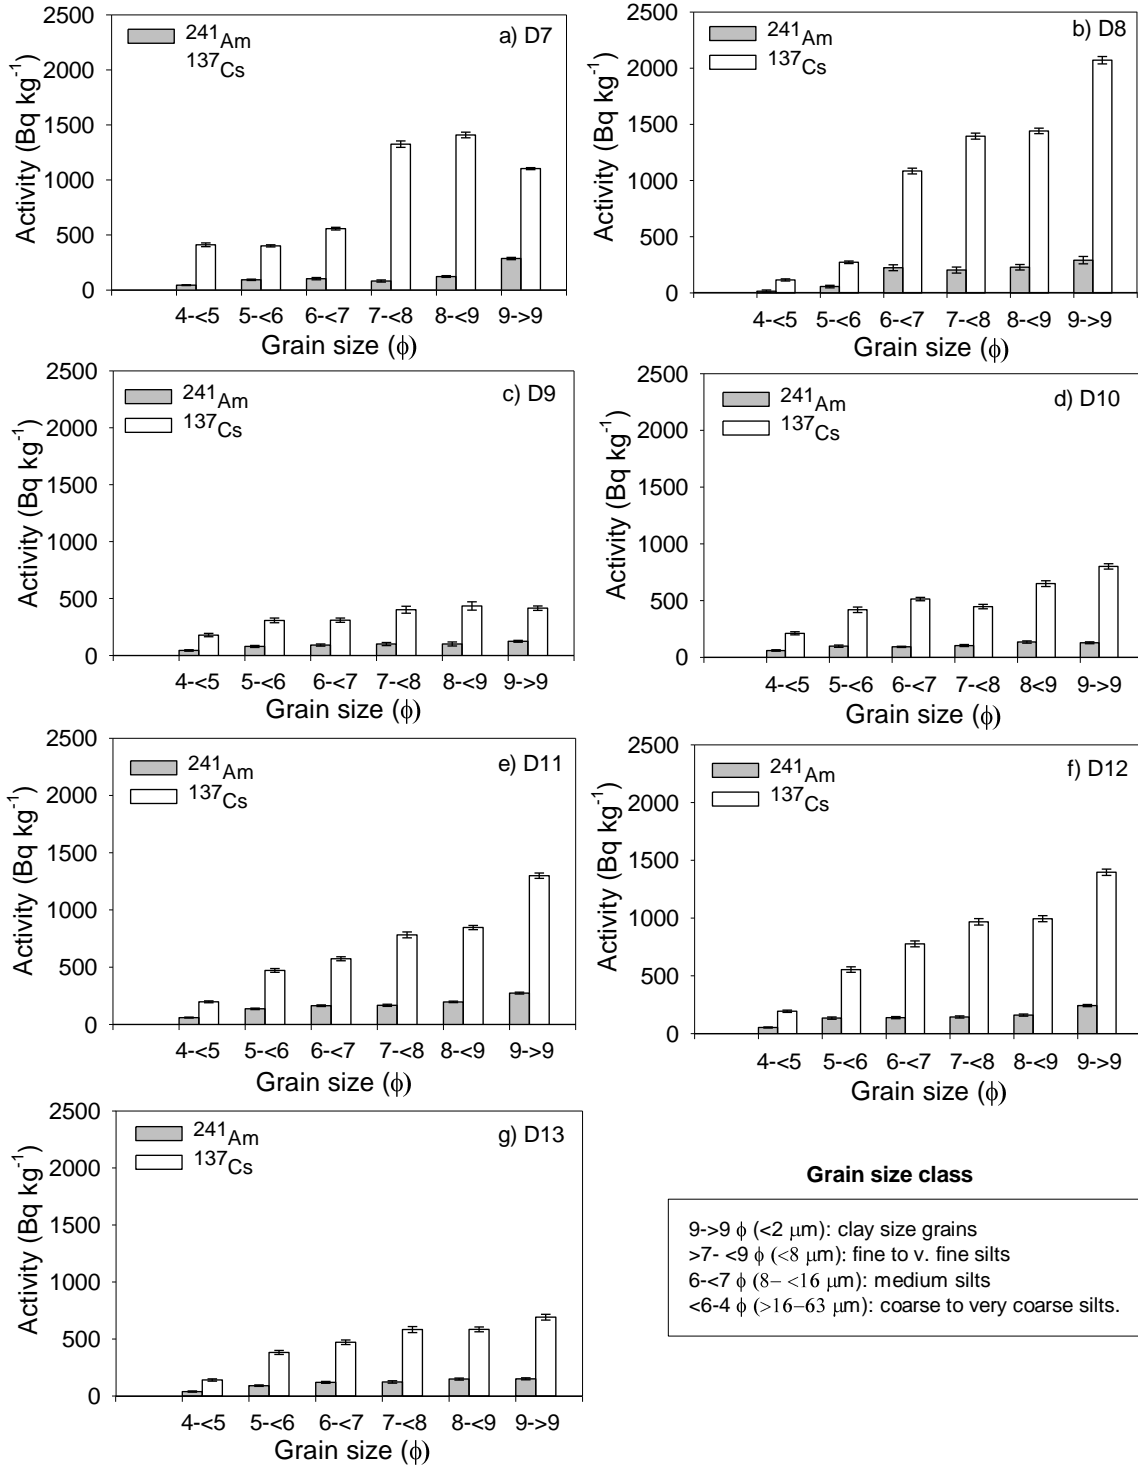 a) D7
241Am
137Cs
Activity (Bq kg-1)
2500
2000
1500
1000
500
0
4-<5 5-<6 6-<7 7-<8 8-<9 9->9
Grain size (ϕ)
b) D8
241Am
137Cs
Activity (Bq kg-1)
2500
2000
1500
1000
500
0
4-<5 5-<6 6-<7 7-<8 8-<9 9->9
Grain size (ϕ)
c) D9
241Am
137Cs
Activity (Bq kg-1)
2500
2000
1500
1000
500
0
4-<5 5-<6 6-<7 7-<8 8-<9 9->9
Grain size (ϕ)
d) D10
241Am
137Cs
Activity (Bq kg-1)
2500
2000
1500
1000
500
0
4-<5 5-<6 6-<7 7-<8 8-<9 9->9
Grain size (ϕ)
e) D11
241Am
137Cs
Activity (Bq kg-1)
2500
2000
1500
1000
500
0
4-<5 5-<6 6-<7 7-<8 8-<9 9->9
Grain size (ϕ)
f) D12
241Am
137Cs
Activity (Bq kg-1)
2500
2000
1500
1000
500
0
4-<5 5-<6 6-<7 7-<8 8-<9 9->9
Grain size (ϕ)
g) D13
241Am
137Cs
Activity (Bq kg-1)
2500
2000
1500
1000
500
0
4-<5 5-<6 6-<7 7-<8 8-<9 9->9
Grain size (ϕ)
Grain size class
9->9 ϕ (<2 μm): clay size grains
>7- <9 ϕ (<8 μm): fine to v. fine silts
6-<7 ϕ (8– <16 μm): medium silts
<6-4 ϕ (>16–63 μm): coarse to very coarse silts.